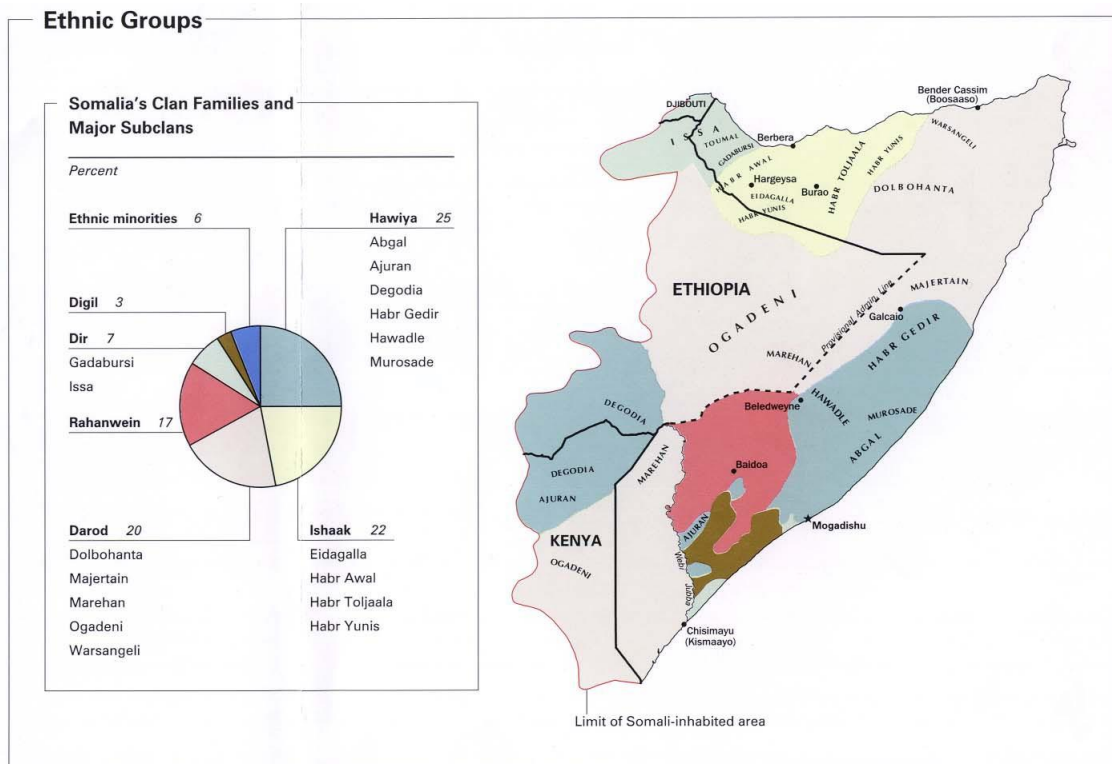 Ethnic Groups
Somalia's Clan Families and
Major Subclans
Percent
Ethnic minorities 6
Digil 3
Dir 7
Gadabursi
Issa
Rahanwein 17
Darod 20
Dolbohanta
Majertain
Marehan
Ogadeni
Warsangeli
Hawiya 25
Abgal
Ajuran
Degodia
Habr Gedir
Hawadle
Murosade
Ishaak 22
Eidagalla
Habr Awal
Habr Toljaala
Habr Yunis
DJIBOUTI
ISSA
TOUMAL
GADABURSI
Berbera
Bender Cassim
(Boosaaso)
WARSANGELI
HABR AWAL
Hargeysa
EIDAGALLA
HABR YUNIS
Burao
HABR TOLJAALA
HABR YUNIS
DOLBOHANTA
ETHIOPIA
OGADENI
Provisional Admin. Line
MAJERTAIN
Galcaio
HABR GEDIR
MAREHAN
Beledweyne
HAWADLE
MUROSADE
ABGAL
DEGODIA
DEGODIA
AJURAN
MAREHAN
Baidoa
AJURAN
Mogadishu
KENYA
OGADENI
Webi
Jubba
Chisimayu
(Kismaayo)
Limit of Somali-inhabited area